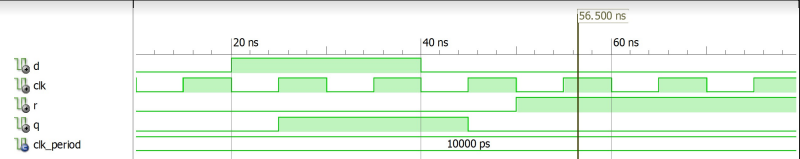 56.500 ns
20 ns 40 ns 60 ns
d
clk
r
q
clk_period 10000 ps